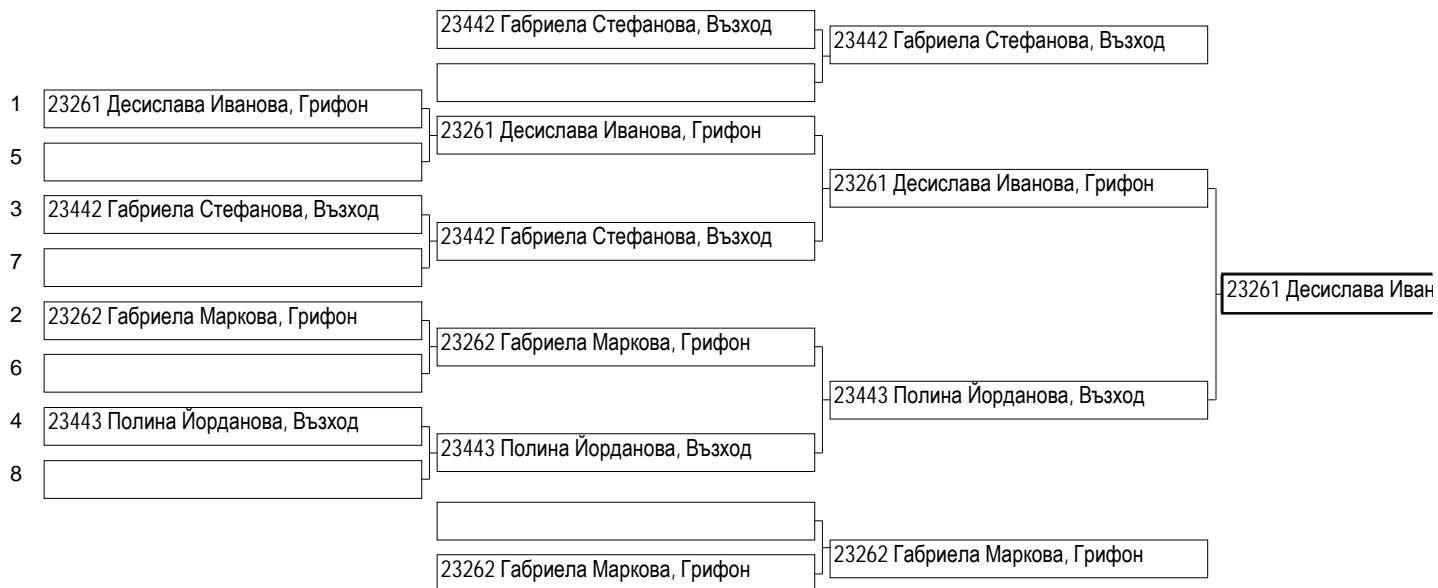 23442 Габриела Стефанова, Възход
23442 Габриела Стефанова, Възход
1 23261 Десислава Иванова, Грифон
23261 Десислава Иванова, Грифон
5
23261 Десислава Иванова, Грифон
3 23442 Габриела Стефанова, Възход
23442 Габриела Стефанова, Възход
7
23261 Десислава Иван
2 23262 Габриела Маркова, Грифон
23262 Габриела Маркова, Грифон
6
23443 Полина Йорданова, Възход
4 23443 Полина Йорданова, Възход
23443 Полина Йорданова, Възход
8
23262 Габриела Маркова, Грифон
23262 Габриела Маркова, Грифон